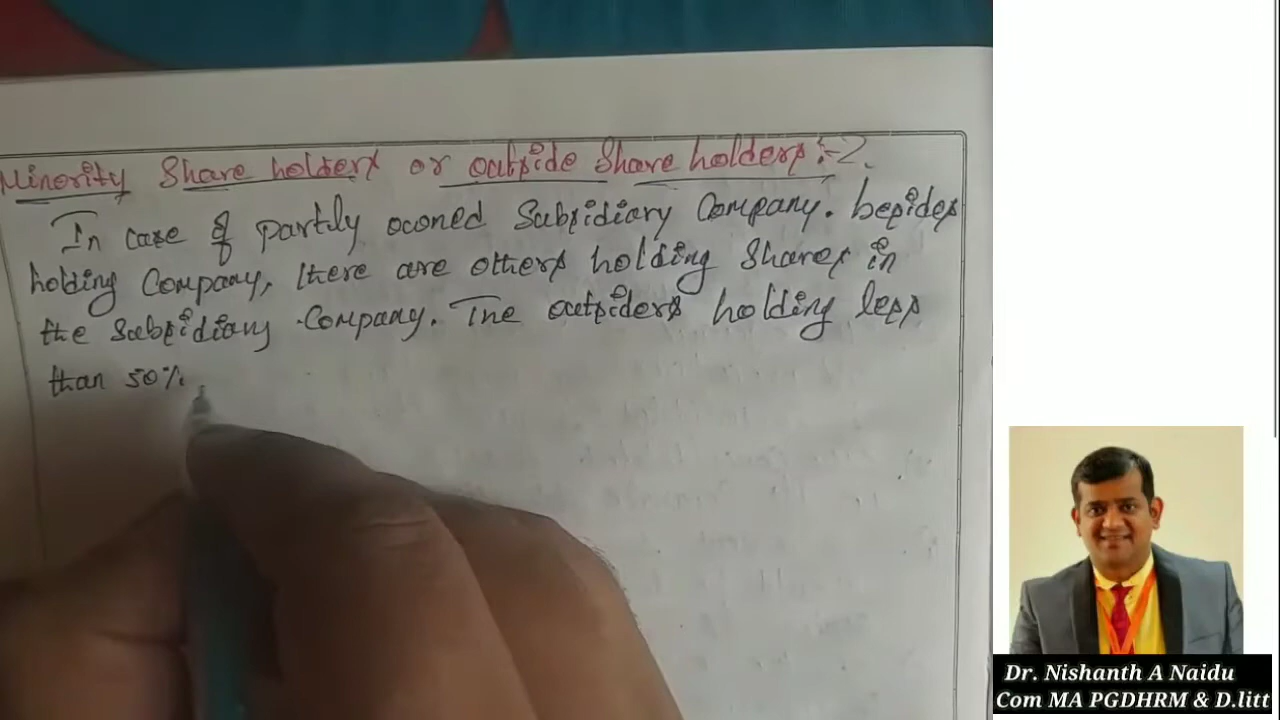 Minority Share holders or outside Share holders :- 2.
In case of partily owned Subsidiary Company. besides
holding Company, there are others holding Shares in
the Subsidiary Company. The outsiders holding less
than 50%
Dr. Nishanth A Naidu
Com MA PGDHRM & D.litt